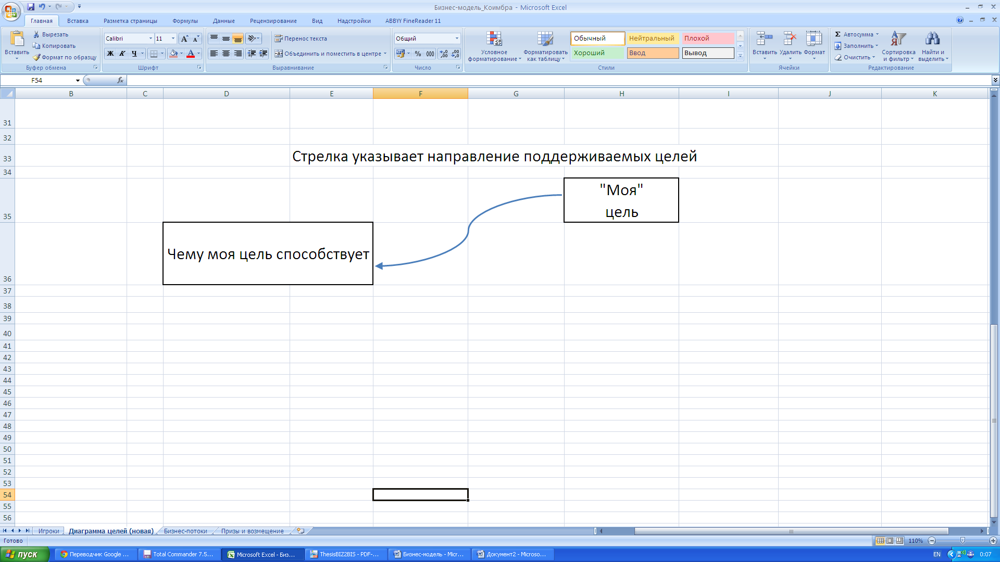 Бизнес-модель_Коимбра - Microsoft Excel
Главная Вставка Разметка страницы Формулы Данные Рецензирование Вид Надстройки ABBYY FineReader 11
Вставить
Вырезать
Копировать
Формат по образцу
Буфер обмена
Calibri 11
Ж К Ч
Шрифт
Перенос текста
Объединить и поместить в центре
Выравнивание
Общий
% 000
Число
Условное форматирование
Форматировать как таблицу
Обычный Нейтральный Плохой
Хороший Ввод Вывод
Стили
Вставить Удалить Формат
Ячейки
Σ Автосумма
Заполнить
Очистить
Сортировка и фильтр
Найти и выделить
Редактирование
F54
fx
B C D E F G H I J K
31
32
33
Стрелка указывает направление поддерживаемых целей
34
"Моя"
цель
35
Чему моя цель способствует
36
37
38
39
40
41
42
43
44
45
46
47
48
49
50
51
52
53
54
55
56
Игроки Диаграмма целей (новая) Бизнес-потоки Призы и возмещение
Готово
110%
пуск
Переводчик Google ...
Total Commander 7.5...
Microsoft Excel - Биз...
ThesisBIZ2BIS - PDF-...
Бизнес-модель - Micr...
Документ2 - Microso...
EN
0:07